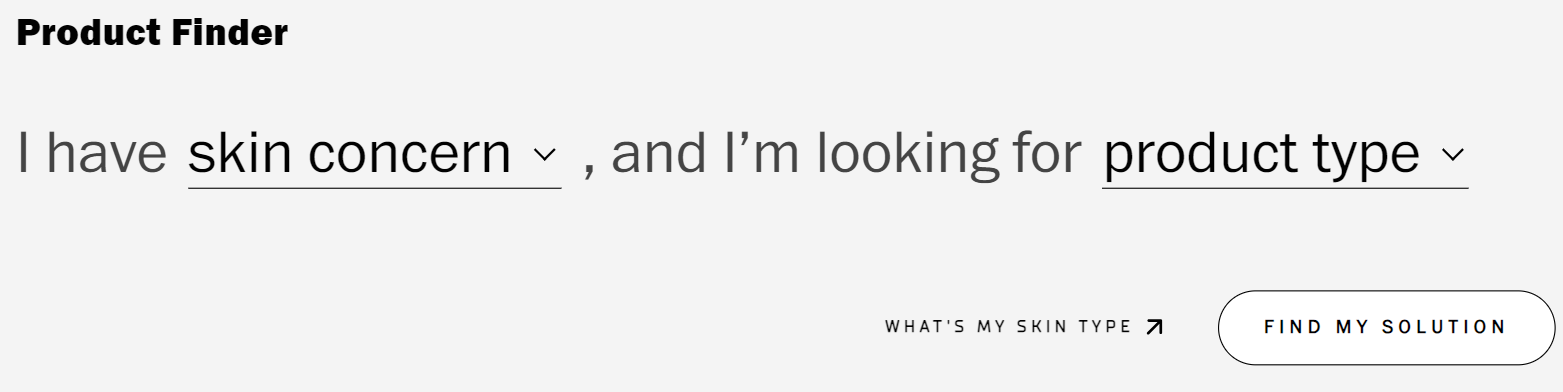 Product Finder
I have skin concern , and I’m looking for product type
WHAT'S MY SKIN TYPE
FIND MY SOLUTION